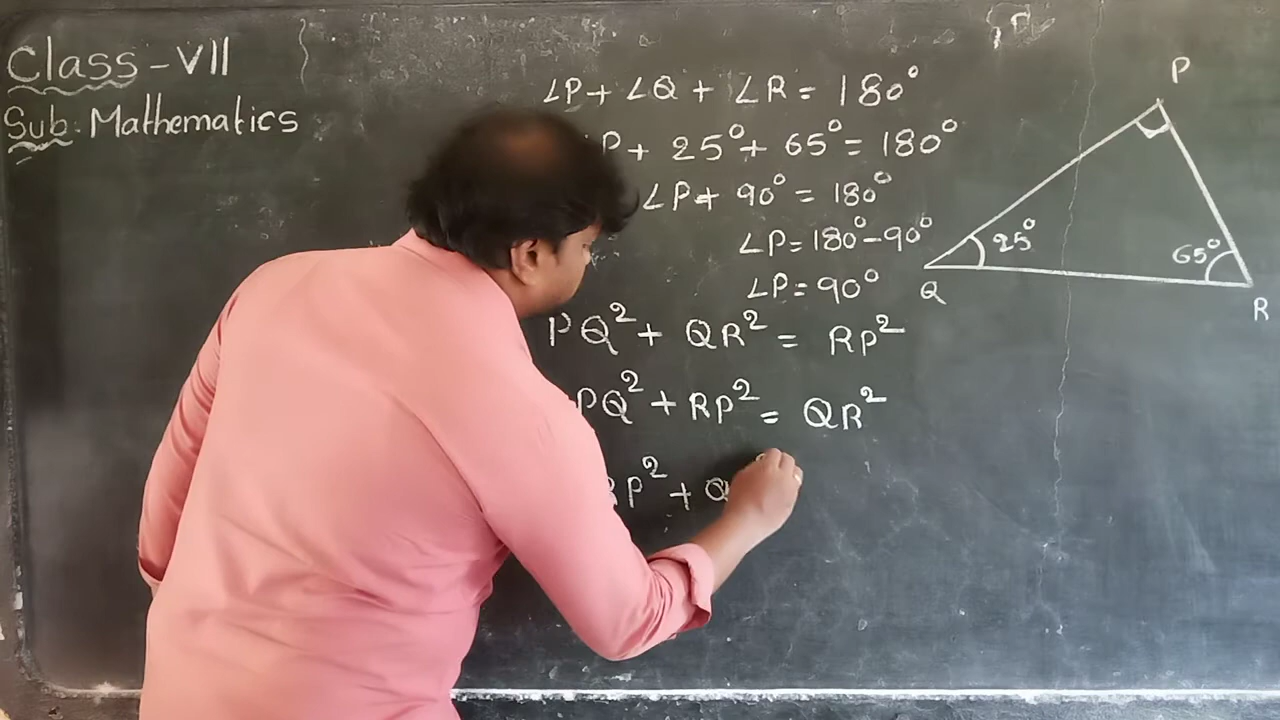 Class - VII
Sub: Mathematics
∠P + ∠Q + ∠R = 180°
P + 25° + 65° = 180°
∠P + 90° = 180°
∠P = 180° - 90°
∠P = 90°
PQ² + QR² = RP²
PQ² + RP² = QR²
RP² + Q
P
25°
65°
Q
R